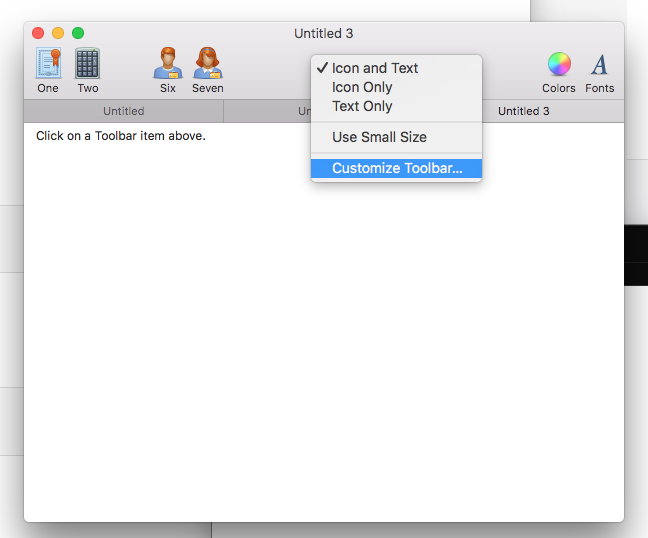 Untitled 3
One Two Six Seven Colors Fonts
✓ Icon and Text
Icon Only
Text Only
Use Small Size
Customize Toolbar...
Untitled Un Untitled 3
Click on a Toolbar item above.